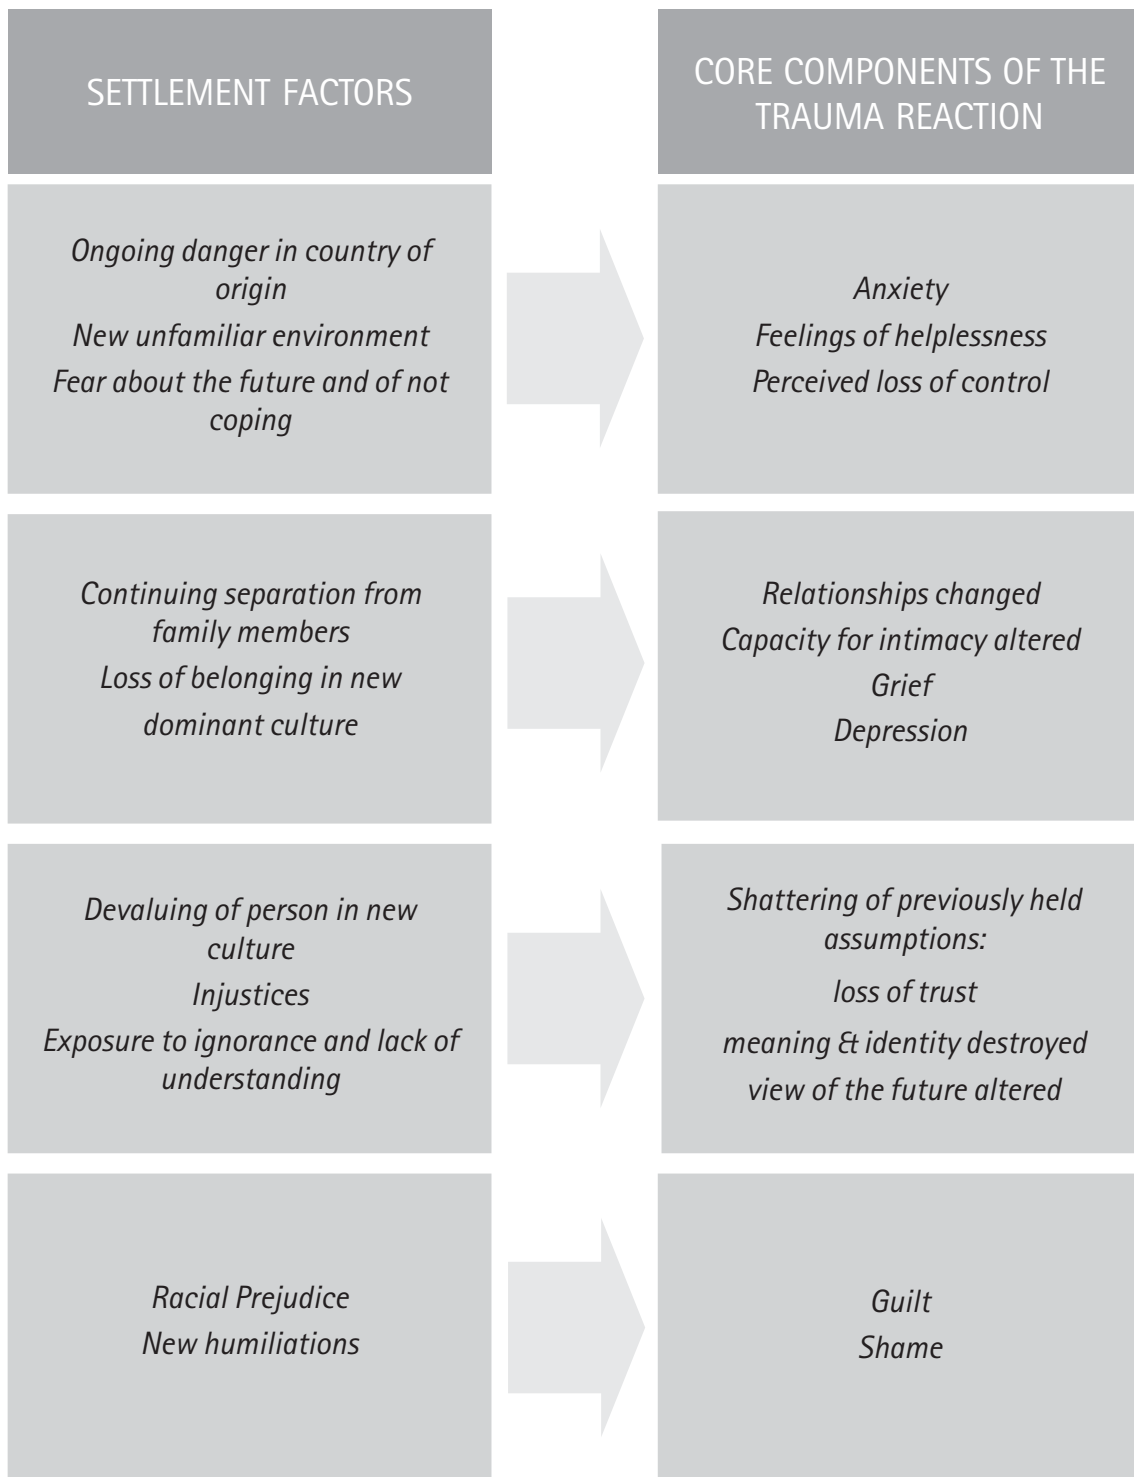 SETTLEMENT FACTORS
CORE COMPONENTS OF THE
TRAUMA REACTION
Ongoing danger in country of
origin
New unfamiliar environment
Fear about the future and of not
coping
Anxiety
Feelings of helplessness
Perceived loss of control
Continuing separation from
family members
Loss of belonging in new
dominant culture
Relationships changed
Capacity for intimacy altered
Grief
Depression
Devaluing of person in new
culture
Injustices
Exposure to ignorance and lack of
understanding
Shattering of previously held
assumptions:
loss of trust
meaning & identity destroyed
view of the future altered
Racial Prejudice
New humiliations
Guilt
Shame